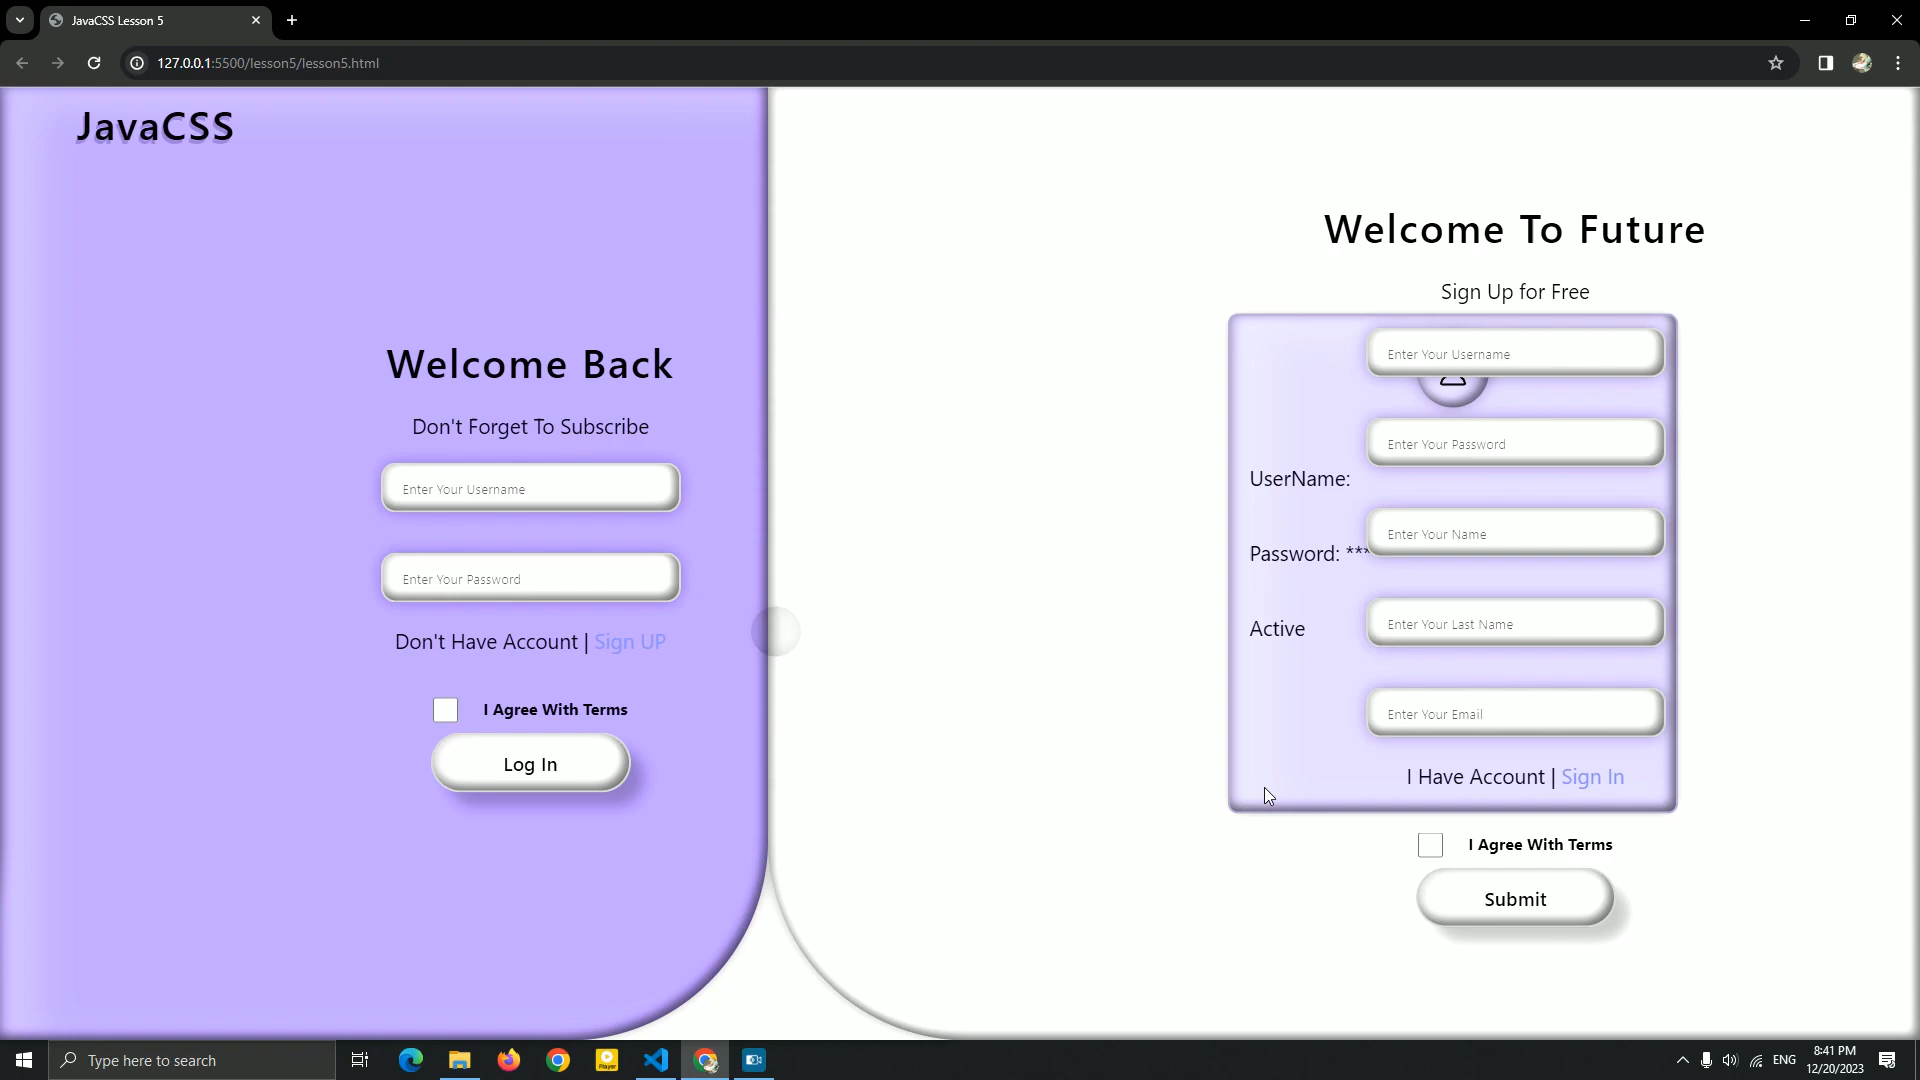 JavaCSS Lesson 5
127.0.0.1:5500/lesson5/lesson5.html
JavaCSS
Welcome Back
Don't Forget To Subscribe
Enter Your Username
Enter Your Password
Don't Have Account | Sign UP
I Agree With Terms
Log In
Welcome To Future
Sign Up for Free
Enter Your Username
Enter Your Password
UserName:
Enter Your Name
Password: ***
Enter Your Last Name
Active
Enter Your Email
I Have Account | Sign In
I Agree With Terms
Submit
Type here to search
Player
ENG
8:41 PM
12/20/2023